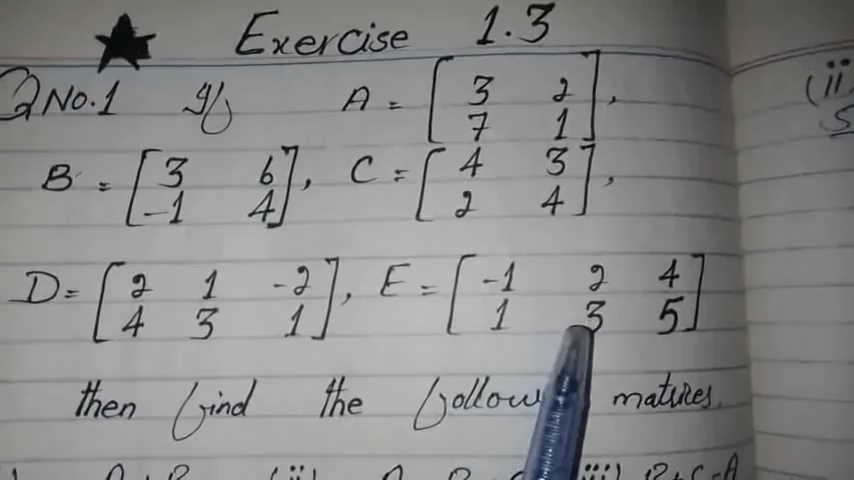 Exercise 1.3
Q No.1 If A = [3 2
7 1],
B = [3 6
-1 4], C = [4 3
2 4],
D = [2 1 -2
4 3 1], E = [-1 2 4
1 3 5]
then find the follow matrices.
(ii)